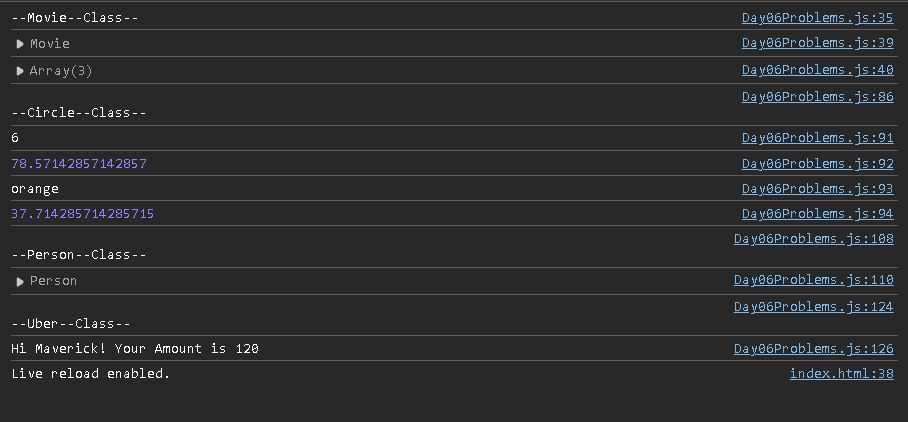 --Movie--Class-- Day06Problems.js:35
▶ Movie Day06Problems.js:39
▶ Array(3) Day06Problems.js:40
Day06Problems.js:86
--Circle--Class--
6 Day06Problems.js:91
78.57142857142857 Day06Problems.js:92
orange Day06Problems.js:93
37.714285714285715 Day06Problems.js:94
Day06Problems.js:108
--Person--Class--
▶ Person Day06Problems.js:110
Day06Problems.js:124
--Uber--Class--
Hi Maverick! Your Amount is 120 Day06Problems.js:126
Live reload enabled. index.html:38